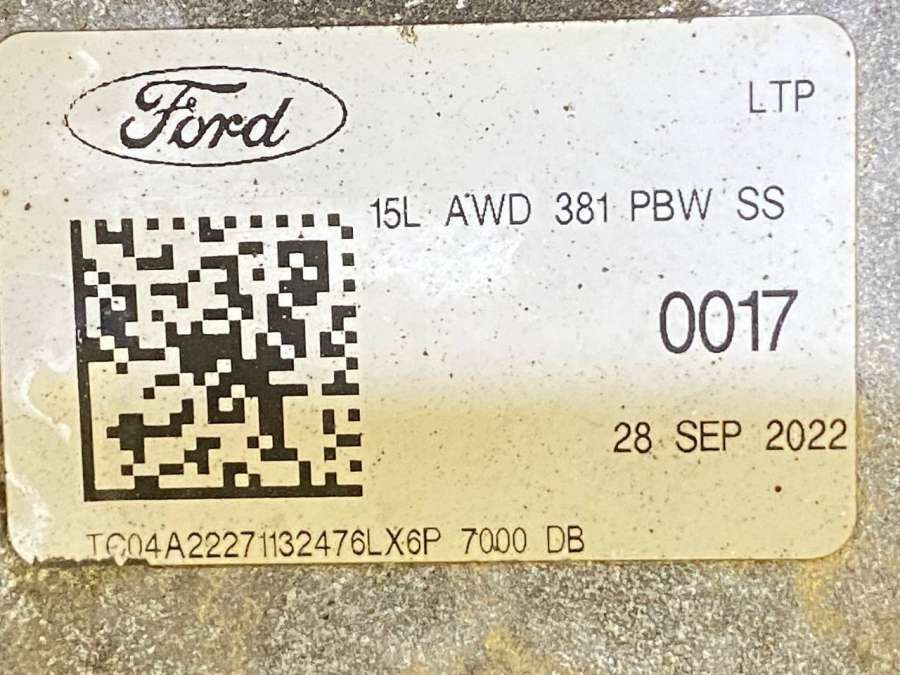 Ford
LTP
15L AWD 381 PBW SS
0017
28 SEP 2022
TC04A22271132476LX6P 7000 DB